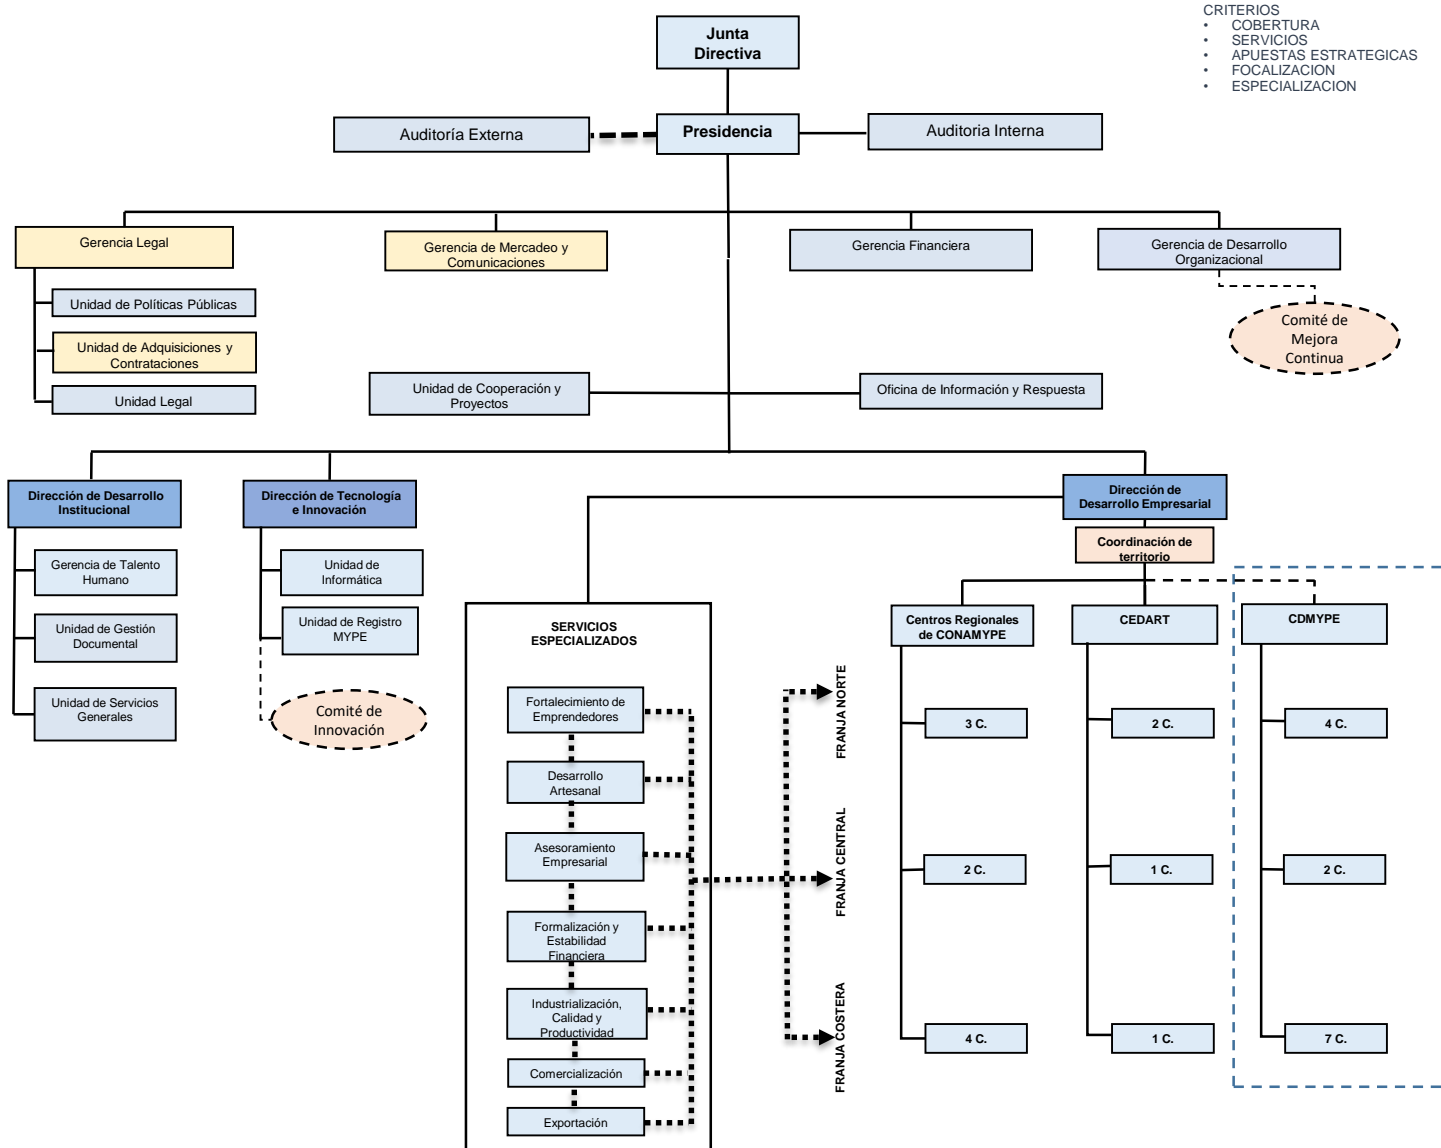 CRITERIOS
• COBERTURA
• SERVICIOS
• APUESTAS ESTRATEGICAS
• FOCALIZACION
• ESPECIALIZACION
Junta
Directiva
Auditoría Externa
Presidencia
Auditoria Interna
Gerencia Legal
Gerencia de Mercadeo y
Comunicaciones
Gerencia Financiera
Gerencia de Desarrollo
Organizacional
Unidad de Políticas Públicas
Unidad de Adquisiciones y
Contrataciones
Unidad Legal
Comité de
Mejora
Continua
Unidad de Cooperación y
Proyectos
Oficina de Información y Respuesta
Dirección de Desarrollo
Institucional
Dirección de Tecnología
e Innovación
Dirección de
Desarrollo Empresarial
Coordinación de
territorio
Gerencia de Talento
Humano
Unidad de Gestión
Documental
Unidad de Servicios
Generales
Unidad de
Informática
Unidad de Registro
MYPE
Comité de
Innovación
SERVICIOS
ESPECIALIZADOS
Fortalecimiento de
Emprendedores
Desarrollo
Artesanal
Asesoramiento
Empresarial
Formalización y
Estabilidad
Financiera
Industrialización,
Calidad y
Productividad
Comercialización
Exportación
Centros Regionales
de CONAMYPE
CEDART
CDMYPE
FRANJA NORTE
3 C.
2 C.
4 C.
FRANJA CENTRAL
2 C.
1 C.
2 C.
FRANJA COSTERA
4 C.
1 C.
7 C.